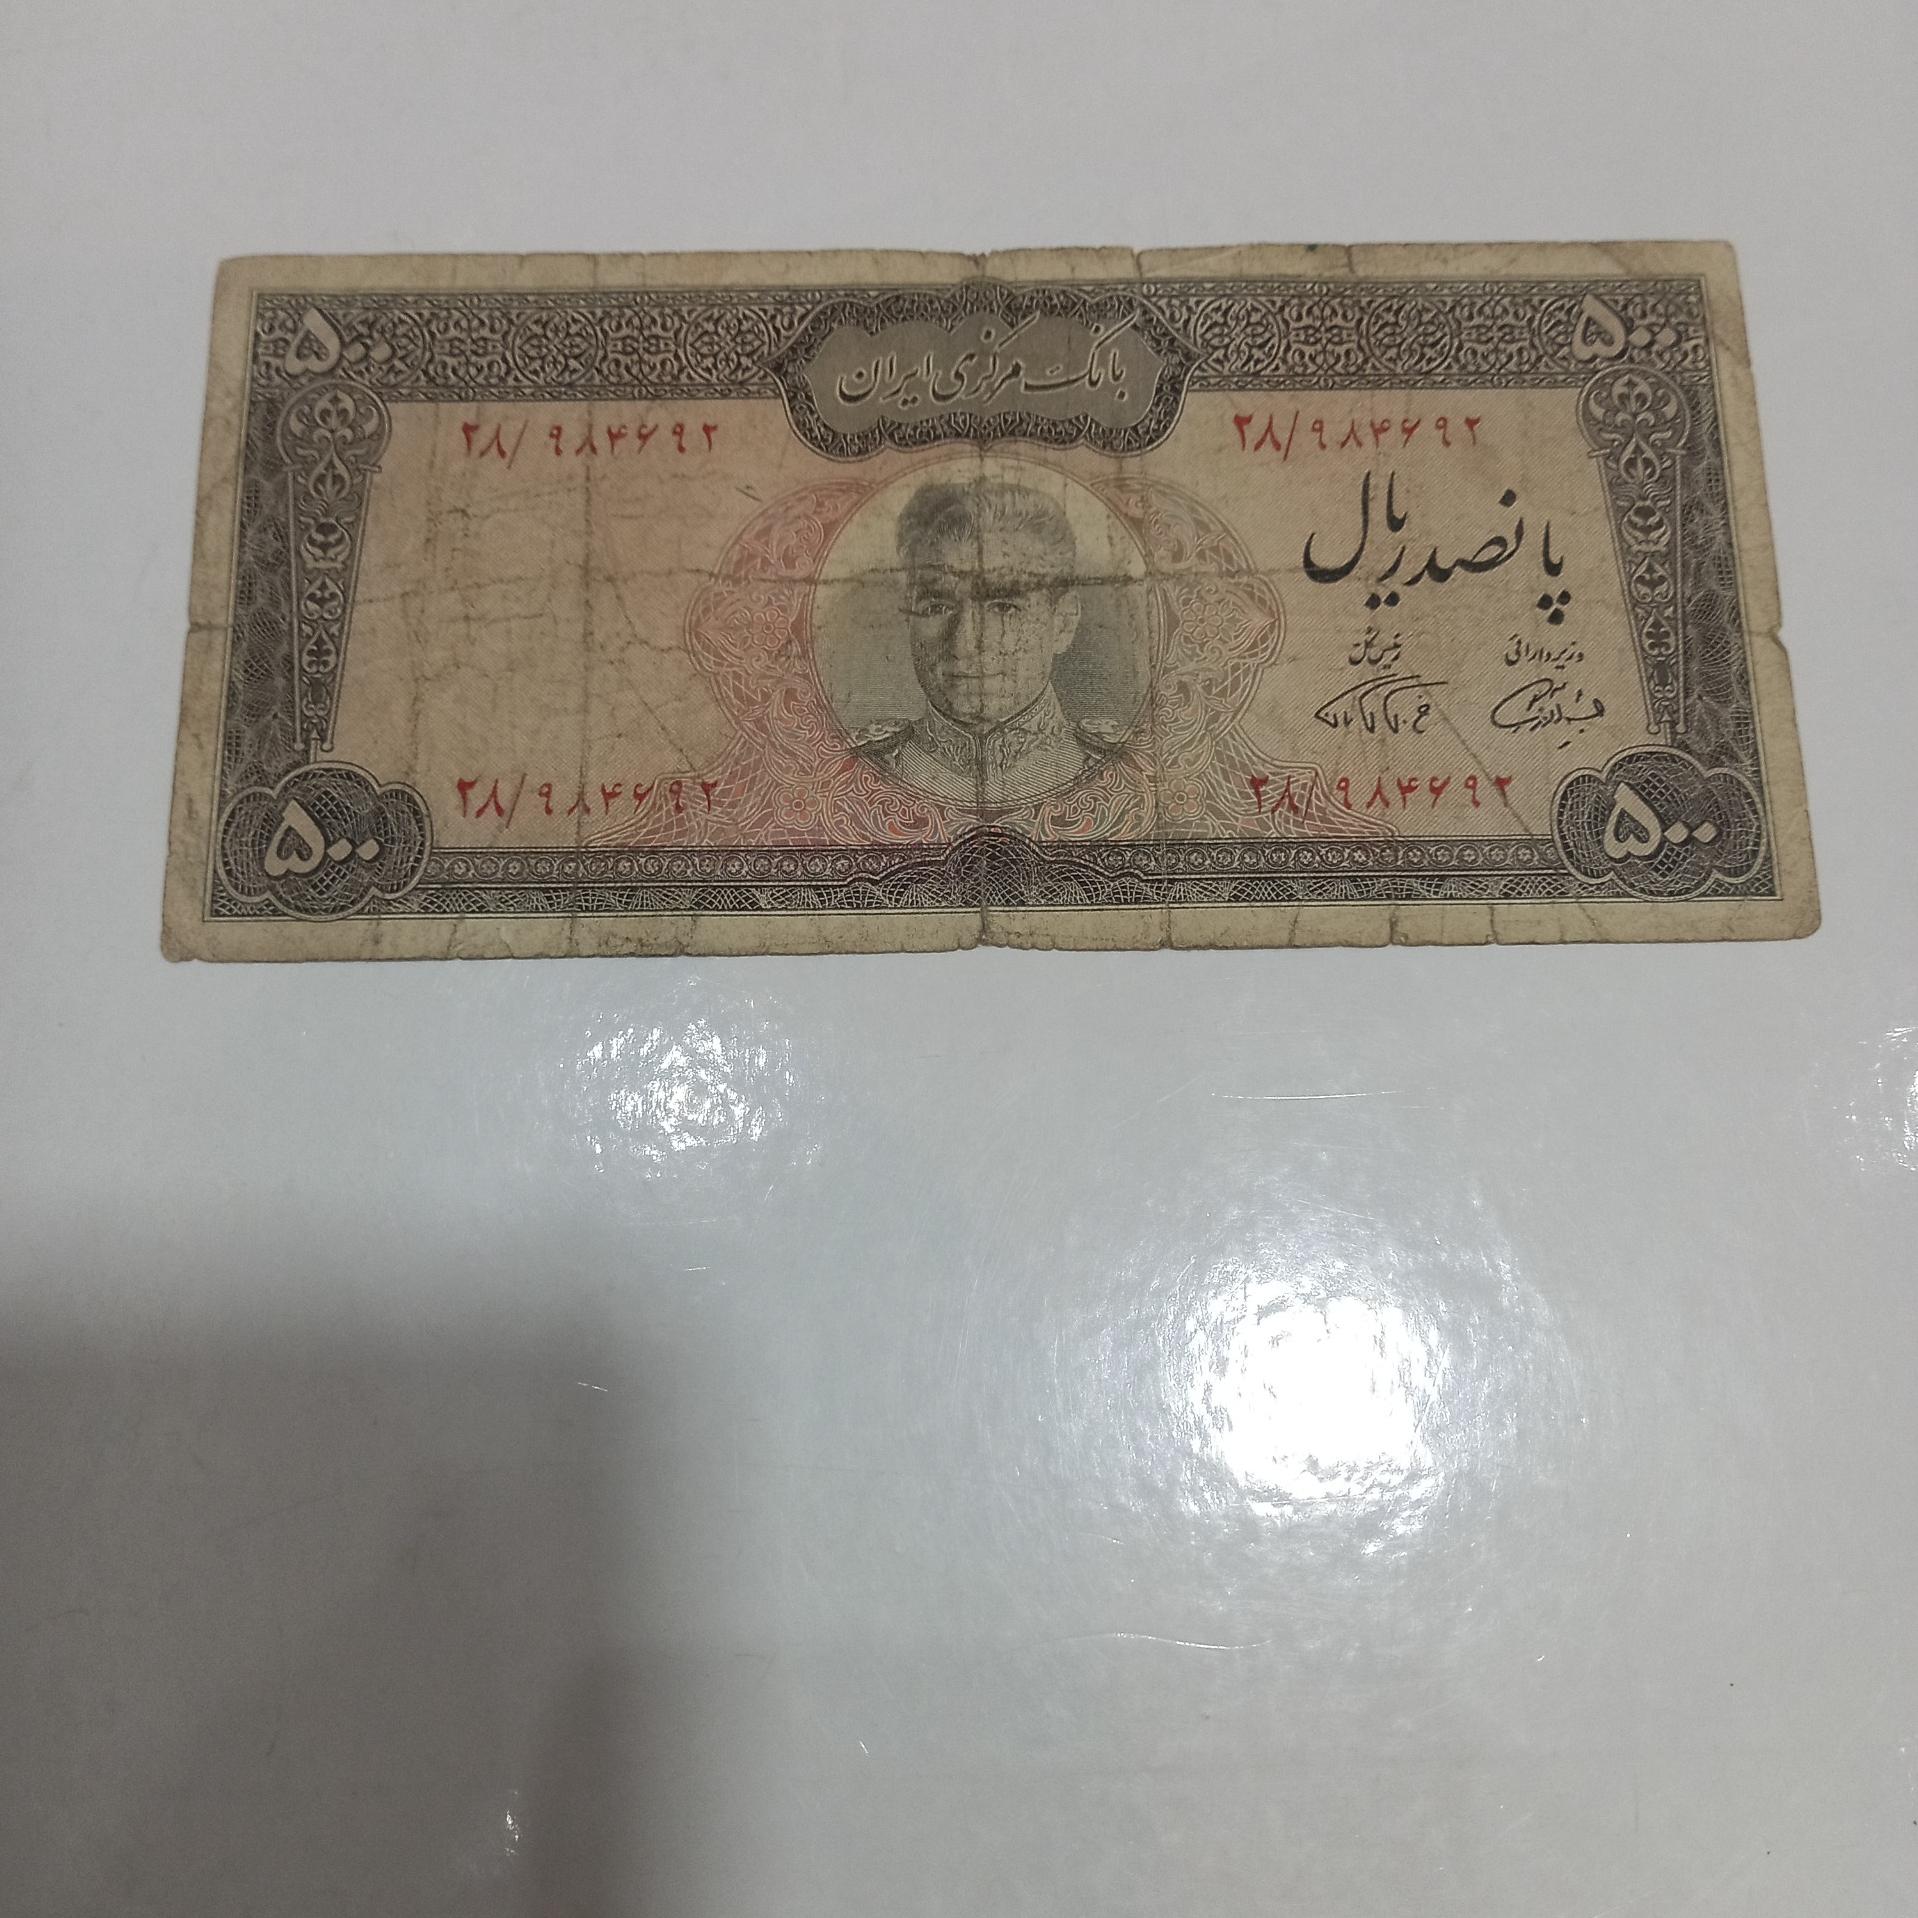 ۵۰۰ بانک مرکزی ایران ۵۰۰
۲۸/۹۸۴۶۹۲ ۲۸/۹۸۴۶۹۲
پانصد ریال
وزیر دارائی رئیس کل
۲۸/۹۸۴۶۹۲ ۲۸/۹۸۴۶۹۲
۵۰۰ ۵۰۰